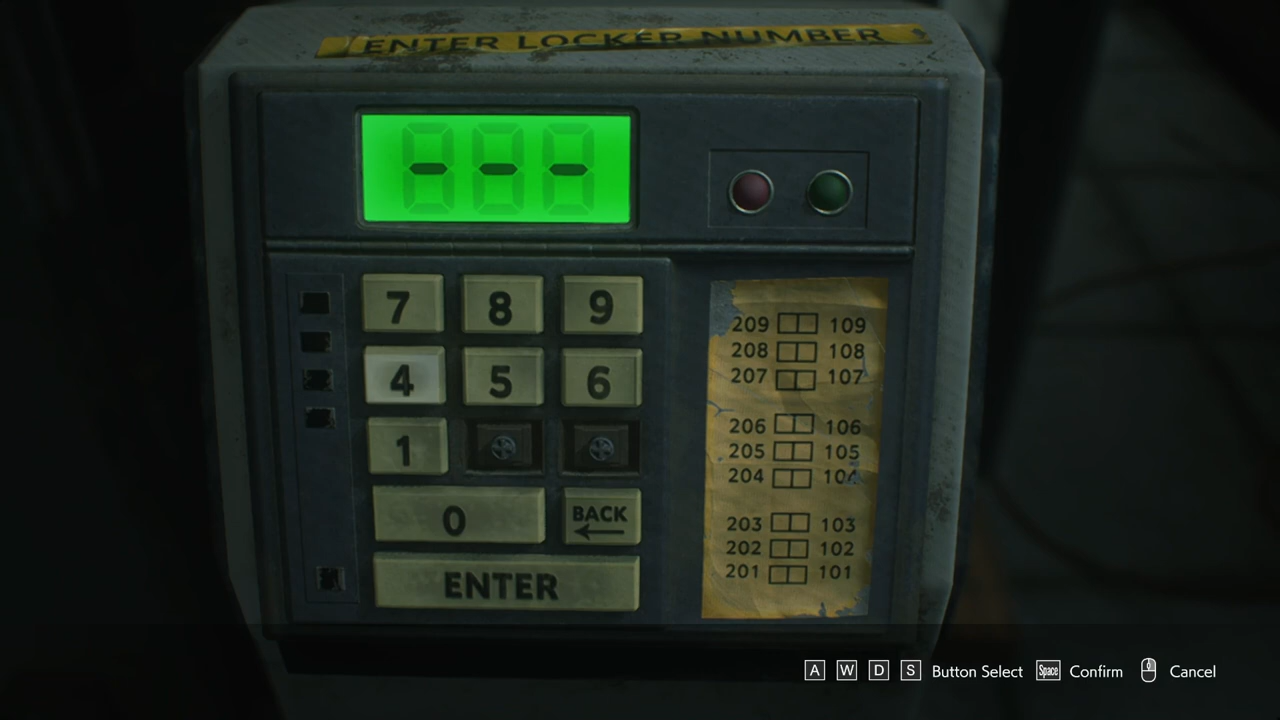 ENTER LOCKER NUMBER
7 8 9
4 5 6
1
0 BACK
ENTER
209 109
208 108
207 107
206 106
205 105
204 104
203 103
202 102
201 101
A W D S Button Select Space Confirm Cancel